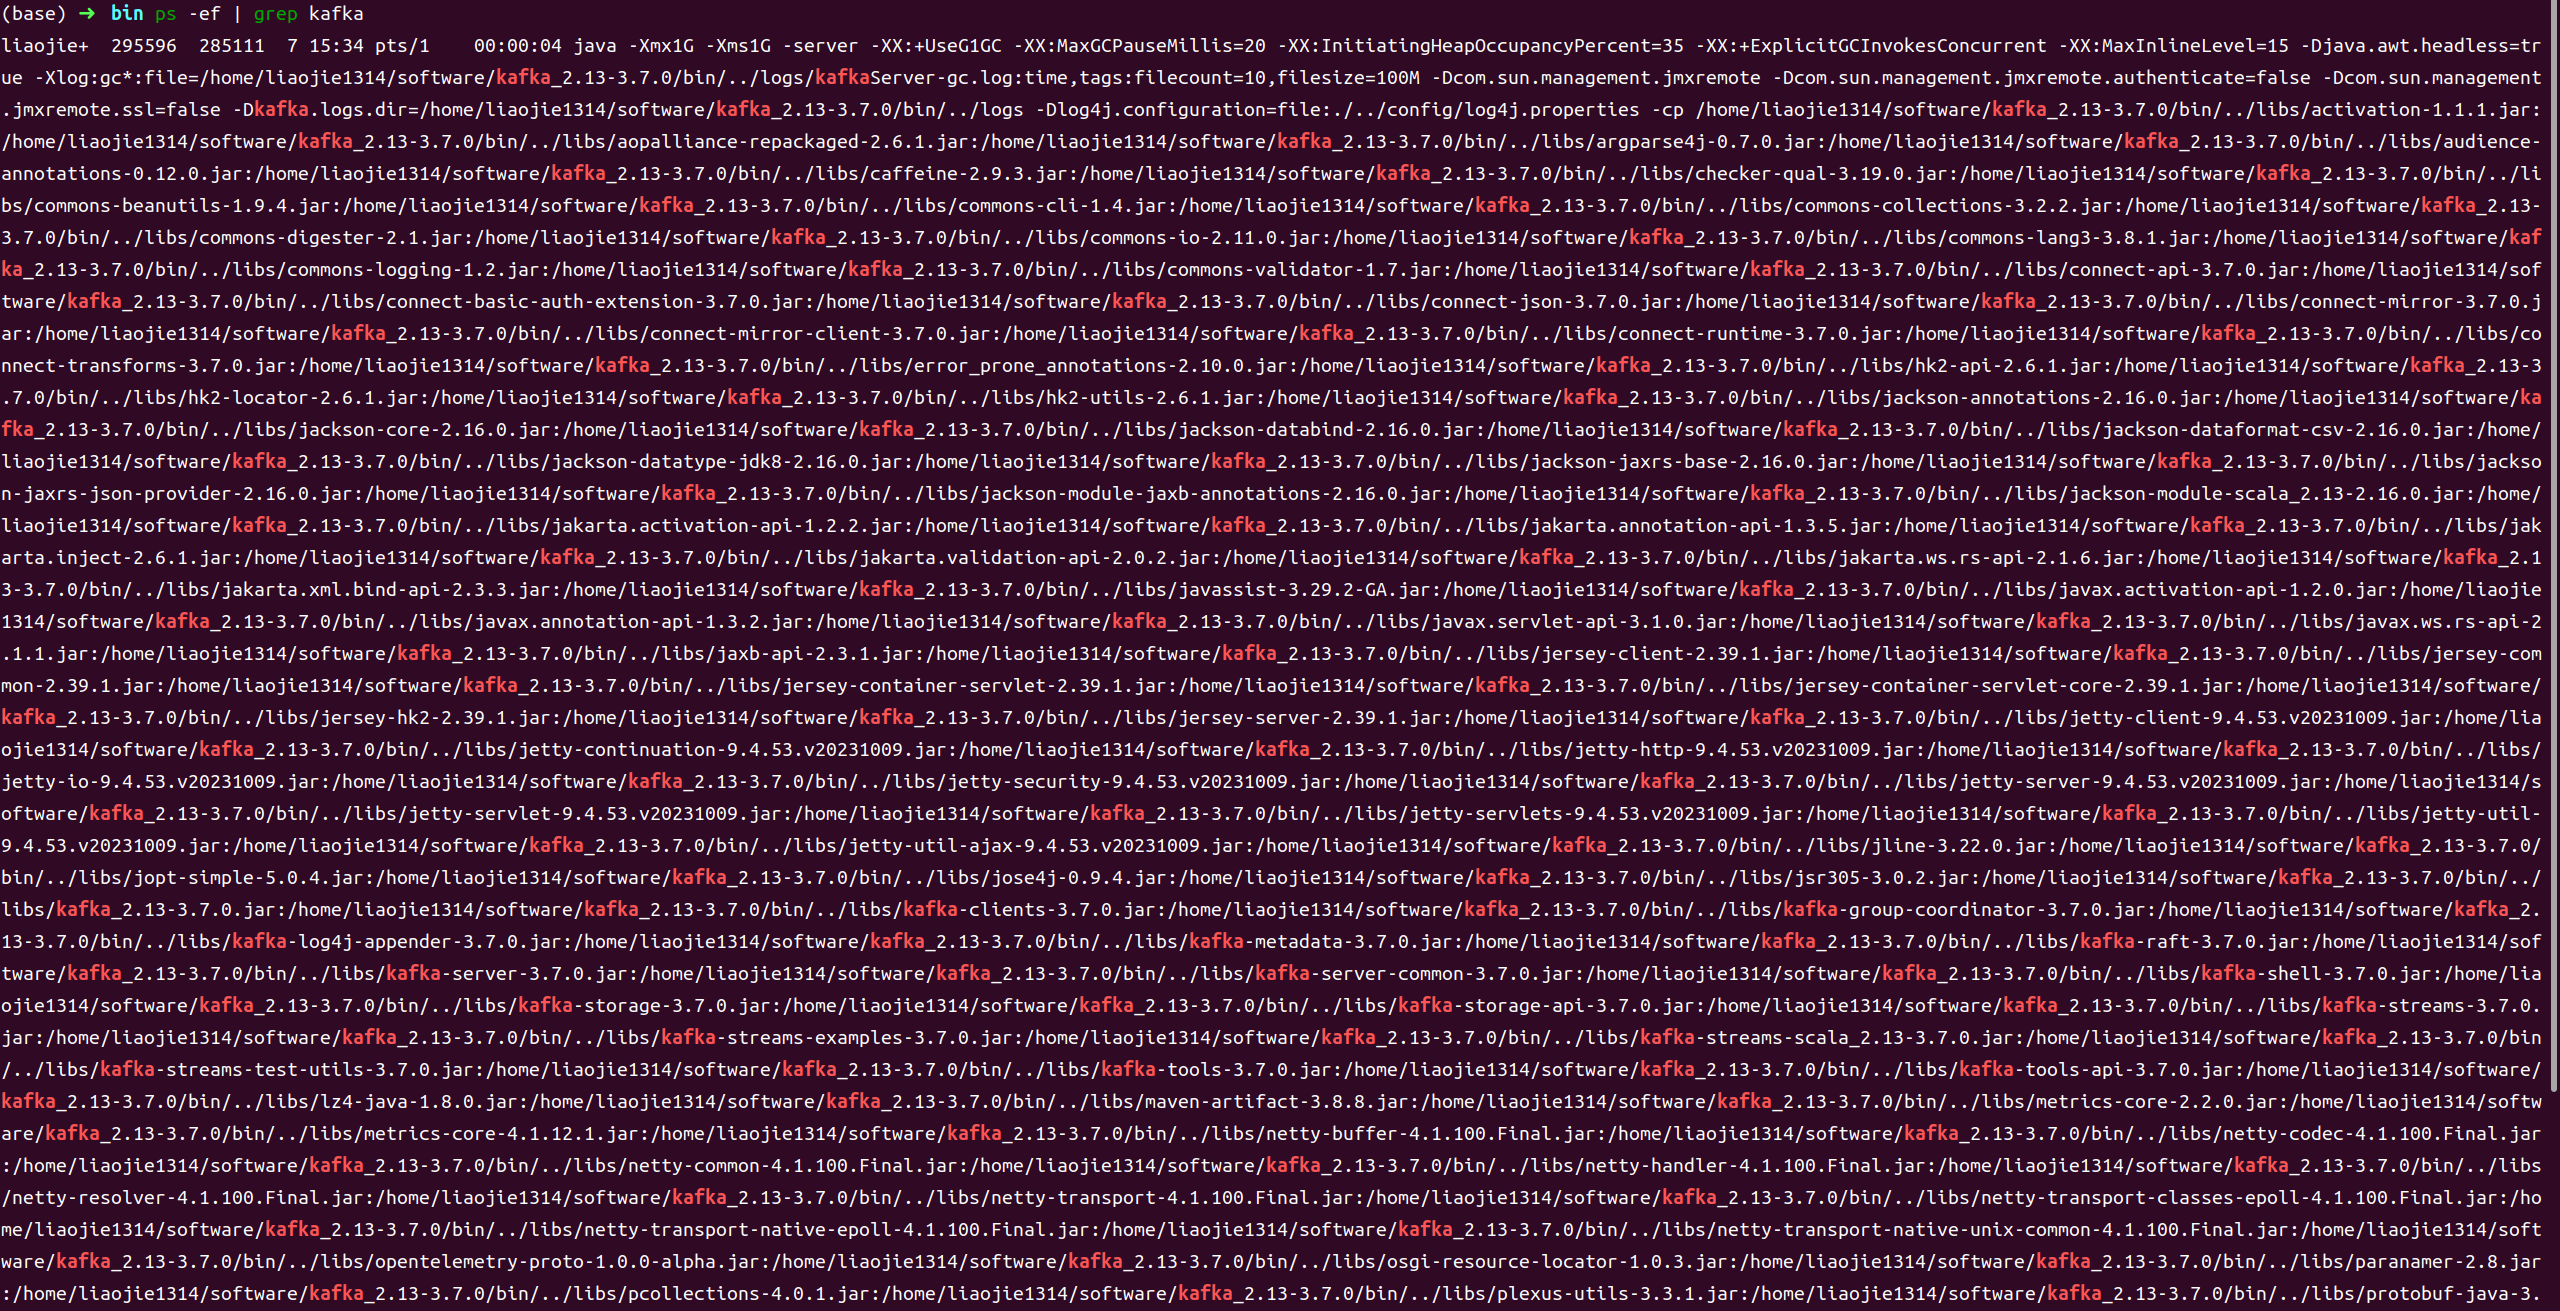 (base) ➜ bin ps -ef | grep kafka
liaojie+  295596  285111  7 15:34 pts/1    00:00:04 java -Xmx1G -Xms1G -server -XX:+UseG1GC -XX:MaxGCPauseMillis=20 -XX:InitiatingHeapOccupancyPercent=35 -XX:+ExplicitGCInvokesConcurrent -XX:MaxInlineLevel=15 -Djava.awt.headless=tr
ue -Xlog:gc*:file=/home/liaojie1314/software/kafka_2.13-3.7.0/bin/../logs/kafkaServer-gc.log:time,tags:filecount=10,filesize=100M -Dcom.sun.management.jmxremote -Dcom.sun.management.jmxremote.authenticate=false -Dcom.sun.management
.jmxremote.ssl=false -Dkafka.logs.dir=/home/liaojie1314/software/kafka_2.13-3.7.0/bin/../logs -Dlog4j.configuration=file:./../config/log4j.properties -cp /home/liaojie1314/software/kafka_2.13-3.7.0/bin/../libs/activation-1.1.1.jar:
/home/liaojie1314/software/kafka_2.13-3.7.0/bin/../libs/aopalliance-repackaged-2.6.1.jar:/home/liaojie1314/software/kafka_2.13-3.7.0/bin/../libs/argparse4j-0.7.0.jar:/home/liaojie1314/software/kafka_2.13-3.7.0/bin/../libs/audience-
annotations-0.12.0.jar:/home/liaojie1314/software/kafka_2.13-3.7.0/bin/../libs/caffeine-2.9.3.jar:/home/liaojie1314/software/kafka_2.13-3.7.0/bin/../libs/checker-qual-3.19.0.jar:/home/liaojie1314/software/kafka_2.13-3.7.0/bin/../li
bs/commons-beanutils-1.9.4.jar:/home/liaojie1314/software/kafka_2.13-3.7.0/bin/../libs/commons-cli-1.4.jar:/home/liaojie1314/software/kafka_2.13-3.7.0/bin/../libs/commons-collections-3.2.2.jar:/home/liaojie1314/software/kafka_2.13-
3.7.0/bin/../libs/commons-digester-2.1.jar:/home/liaojie1314/software/kafka_2.13-3.7.0/bin/../libs/commons-io-2.11.0.jar:/home/liaojie1314/software/kafka_2.13-3.7.0/bin/../libs/commons-lang3-3.8.1.jar:/home/liaojie1314/software/kaf
ka_2.13-3.7.0/bin/../libs/commons-logging-1.2.jar:/home/liaojie1314/software/kafka_2.13-3.7.0/bin/../libs/commons-validator-1.7.jar:/home/liaojie1314/software/kafka_2.13-3.7.0/bin/../libs/connect-api-3.7.0.jar:/home/liaojie1314/sof
tware/kafka_2.13-3.7.0/bin/../libs/connect-basic-auth-extension-3.7.0.jar:/home/liaojie1314/software/kafka_2.13-3.7.0/bin/../libs/connect-json-3.7.0.jar:/home/liaojie1314/software/kafka_2.13-3.7.0/bin/../libs/connect-mirror-3.7.0.j
ar:/home/liaojie1314/software/kafka_2.13-3.7.0/bin/../libs/connect-mirror-client-3.7.0.jar:/home/liaojie1314/software/kafka_2.13-3.7.0/bin/../libs/connect-runtime-3.7.0.jar:/home/liaojie1314/software/kafka_2.13-3.7.0/bin/../libs/co
nnect-transforms-3.7.0.jar:/home/liaojie1314/software/kafka_2.13-3.7.0/bin/../libs/error_prone_annotations-2.10.0.jar:/home/liaojie1314/software/kafka_2.13-3.7.0/bin/../libs/hk2-api-2.6.1.jar:/home/liaojie1314/software/kafka_2.13-3
.7.0/bin/../libs/hk2-locator-2.6.1.jar:/home/liaojie1314/software/kafka_2.13-3.7.0/bin/../libs/hk2-utils-2.6.1.jar:/home/liaojie1314/software/kafka_2.13-3.7.0/bin/../libs/jackson-annotations-2.16.0.jar:/home/liaojie1314/software/ka
fka_2.13-3.7.0/bin/../libs/jackson-core-2.16.0.jar:/home/liaojie1314/software/kafka_2.13-3.7.0/bin/../libs/jackson-databind-2.16.0.jar:/home/liaojie1314/software/kafka_2.13-3.7.0/bin/../libs/jackson-dataformat-csv-2.16.0.jar:/home/
liaojie1314/software/kafka_2.13-3.7.0/bin/../libs/jackson-datatype-jdk8-2.16.0.jar:/home/liaojie1314/software/kafka_2.13-3.7.0/bin/../libs/jackson-jaxrs-base-2.16.0.jar:/home/liaojie1314/software/kafka_2.13-3.7.0/bin/../libs/jackso
n-jaxrs-json-provider-2.16.0.jar:/home/liaojie1314/software/kafka_2.13-3.7.0/bin/../libs/jackson-module-jaxb-annotations-2.16.0.jar:/home/liaojie1314/software/kafka_2.13-3.7.0/bin/../libs/jackson-module-scala_2.13-2.16.0.jar:/home/
liaojie1314/software/kafka_2.13-3.7.0/bin/../libs/jakarta.activation-api-1.2.2.jar:/home/liaojie1314/software/kafka_2.13-3.7.0/bin/../libs/jakarta.annotation-api-1.3.5.jar:/home/liaojie1314/software/kafka_2.13-3.7.0/bin/../libs/jak
arta.inject-2.6.1.jar:/home/liaojie1314/software/kafka_2.13-3.7.0/bin/../libs/jakarta.validation-api-2.0.2.jar:/home/liaojie1314/software/kafka_2.13-3.7.0/bin/../libs/jakarta.ws.rs-api-2.1.6.jar:/home/liaojie1314/software/kafka_2.1
3-3.7.0/bin/../libs/jakarta.xml.bind-api-2.3.3.jar:/home/liaojie1314/software/kafka_2.13-3.7.0/bin/../libs/javassist-3.29.2-GA.jar:/home/liaojie1314/software/kafka_2.13-3.7.0/bin/../libs/javax.activation-api-1.2.0.jar:/home/liaojie
1314/software/kafka_2.13-3.7.0/bin/../libs/javax.annotation-api-1.3.2.jar:/home/liaojie1314/software/kafka_2.13-3.7.0/bin/../libs/javax.servlet-api-3.1.0.jar:/home/liaojie1314/software/kafka_2.13-3.7.0/bin/../libs/javax.ws.rs-api-2
.1.1.jar:/home/liaojie1314/software/kafka_2.13-3.7.0/bin/../libs/jaxb-api-2.3.1.jar:/home/liaojie1314/software/kafka_2.13-3.7.0/bin/../libs/jersey-client-2.39.1.jar:/home/liaojie1314/software/kafka_2.13-3.7.0/bin/../libs/jersey-com
mon-2.39.1.jar:/home/liaojie1314/software/kafka_2.13-3.7.0/bin/../libs/jersey-container-servlet-2.39.1.jar:/home/liaojie1314/software/kafka_2.13-3.7.0/bin/../libs/jersey-container-servlet-core-2.39.1.jar:/home/liaojie1314/software/
kafka_2.13-3.7.0/bin/../libs/jersey-hk2-2.39.1.jar:/home/liaojie1314/software/kafka_2.13-3.7.0/bin/../libs/jersey-server-2.39.1.jar:/home/liaojie1314/software/kafka_2.13-3.7.0/bin/../libs/jetty-client-9.4.53.v20231009.jar:/home/lia
ojie1314/software/kafka_2.13-3.7.0/bin/../libs/jetty-continuation-9.4.53.v20231009.jar:/home/liaojie1314/software/kafka_2.13-3.7.0/bin/../libs/jetty-http-9.4.53.v20231009.jar:/home/liaojie1314/software/kafka_2.13-3.7.0/bin/../libs/
jetty-io-9.4.53.v20231009.jar:/home/liaojie1314/software/kafka_2.13-3.7.0/bin/../libs/jetty-security-9.4.53.v20231009.jar:/home/liaojie1314/software/kafka_2.13-3.7.0/bin/../libs/jetty-server-9.4.53.v20231009.jar:/home/liaojie1314/s
oftware/kafka_2.13-3.7.0/bin/../libs/jetty-servlet-9.4.53.v20231009.jar:/home/liaojie1314/software/kafka_2.13-3.7.0/bin/../libs/jetty-servlets-9.4.53.v20231009.jar:/home/liaojie1314/software/kafka_2.13-3.7.0/bin/../libs/jetty-util-
9.4.53.v20231009.jar:/home/liaojie1314/software/kafka_2.13-3.7.0/bin/../libs/jetty-util-ajax-9.4.53.v20231009.jar:/home/liaojie1314/software/kafka_2.13-3.7.0/bin/../libs/jline-3.22.0.jar:/home/liaojie1314/software/kafka_2.13-3.7.0/
bin/../libs/jopt-simple-5.0.4.jar:/home/liaojie1314/software/kafka_2.13-3.7.0/bin/../libs/jose4j-0.9.4.jar:/home/liaojie1314/software/kafka_2.13-3.7.0/bin/../libs/jsr305-3.0.2.jar:/home/liaojie1314/software/kafka_2.13-3.7.0/bin/../
libs/kafka_2.13-3.7.0.jar:/home/liaojie1314/software/kafka_2.13-3.7.0/bin/../libs/kafka-clients-3.7.0.jar:/home/liaojie1314/software/kafka_2.13-3.7.0/bin/../libs/kafka-group-coordinator-3.7.0.jar:/home/liaojie1314/software/kafka_2.
13-3.7.0/bin/../libs/kafka-log4j-appender-3.7.0.jar:/home/liaojie1314/software/kafka_2.13-3.7.0/bin/../libs/kafka-metadata-3.7.0.jar:/home/liaojie1314/software/kafka_2.13-3.7.0/bin/../libs/kafka-raft-3.7.0.jar:/home/liaojie1314/sof
tware/kafka_2.13-3.7.0/bin/../libs/kafka-server-3.7.0.jar:/home/liaojie1314/software/kafka_2.13-3.7.0/bin/../libs/kafka-server-common-3.7.0.jar:/home/liaojie1314/software/kafka_2.13-3.7.0/bin/../libs/kafka-shell-3.7.0.jar:/home/lia
ojie1314/software/kafka_2.13-3.7.0/bin/../libs/kafka-storage-3.7.0.jar:/home/liaojie1314/software/kafka_2.13-3.7.0/bin/../libs/kafka-storage-api-3.7.0.jar:/home/liaojie1314/software/kafka_2.13-3.7.0/bin/../libs/kafka-streams-3.7.0.
jar:/home/liaojie1314/software/kafka_2.13-3.7.0/bin/../libs/kafka-streams-examples-3.7.0.jar:/home/liaojie1314/software/kafka_2.13-3.7.0/bin/../libs/kafka-streams-scala_2.13-3.7.0.jar:/home/liaojie1314/software/kafka_2.13-3.7.0/bin
/../libs/kafka-streams-test-utils-3.7.0.jar:/home/liaojie1314/software/kafka_2.13-3.7.0/bin/../libs/kafka-tools-3.7.0.jar:/home/liaojie1314/software/kafka_2.13-3.7.0/bin/../libs/kafka-tools-api-3.7.0.jar:/home/liaojie1314/software/
kafka_2.13-3.7.0/bin/../libs/lz4-java-1.8.0.jar:/home/liaojie1314/software/kafka_2.13-3.7.0/bin/../libs/maven-artifact-3.8.8.jar:/home/liaojie1314/software/kafka_2.13-3.7.0/bin/../libs/metrics-core-2.2.0.jar:/home/liaojie1314/softw
are/kafka_2.13-3.7.0/bin/../libs/metrics-core-4.1.12.1.jar:/home/liaojie1314/software/kafka_2.13-3.7.0/bin/../libs/netty-buffer-4.1.100.Final.jar:/home/liaojie1314/software/kafka_2.13-3.7.0/bin/../libs/netty-codec-4.1.100.Final.jar
:/home/liaojie1314/software/kafka_2.13-3.7.0/bin/../libs/netty-common-4.1.100.Final.jar:/home/liaojie1314/software/kafka_2.13-3.7.0/bin/../libs/netty-handler-4.1.100.Final.jar:/home/liaojie1314/software/kafka_2.13-3.7.0/bin/../libs
/netty-resolver-4.1.100.Final.jar:/home/liaojie1314/software/kafka_2.13-3.7.0/bin/../libs/netty-transport-4.1.100.Final.jar:/home/liaojie1314/software/kafka_2.13-3.7.0/bin/../libs/netty-transport-classes-epoll-4.1.100.Final.jar:/ho
me/liaojie1314/software/kafka_2.13-3.7.0/bin/../libs/netty-transport-native-epoll-4.1.100.Final.jar:/home/liaojie1314/software/kafka_2.13-3.7.0/bin/../libs/netty-transport-native-unix-common-4.1.100.Final.jar:/home/liaojie1314/soft
ware/kafka_2.13-3.7.0/bin/../libs/opentelemetry-proto-1.0.0-alpha.jar:/home/liaojie1314/software/kafka_2.13-3.7.0/bin/../libs/osgi-resource-locator-1.0.3.jar:/home/liaojie1314/software/kafka_2.13-3.7.0/bin/../libs/paranamer-2.8.jar
:/home/liaojie1314/software/kafka_2.13-3.7.0/bin/../libs/pcollections-4.0.1.jar:/home/liaojie1314/software/kafka_2.13-3.7.0/bin/../libs/plexus-utils-3.3.1.jar:/home/liaojie1314/software/kafka_2.13-3.7.0/bin/../libs/protobuf-java-3.